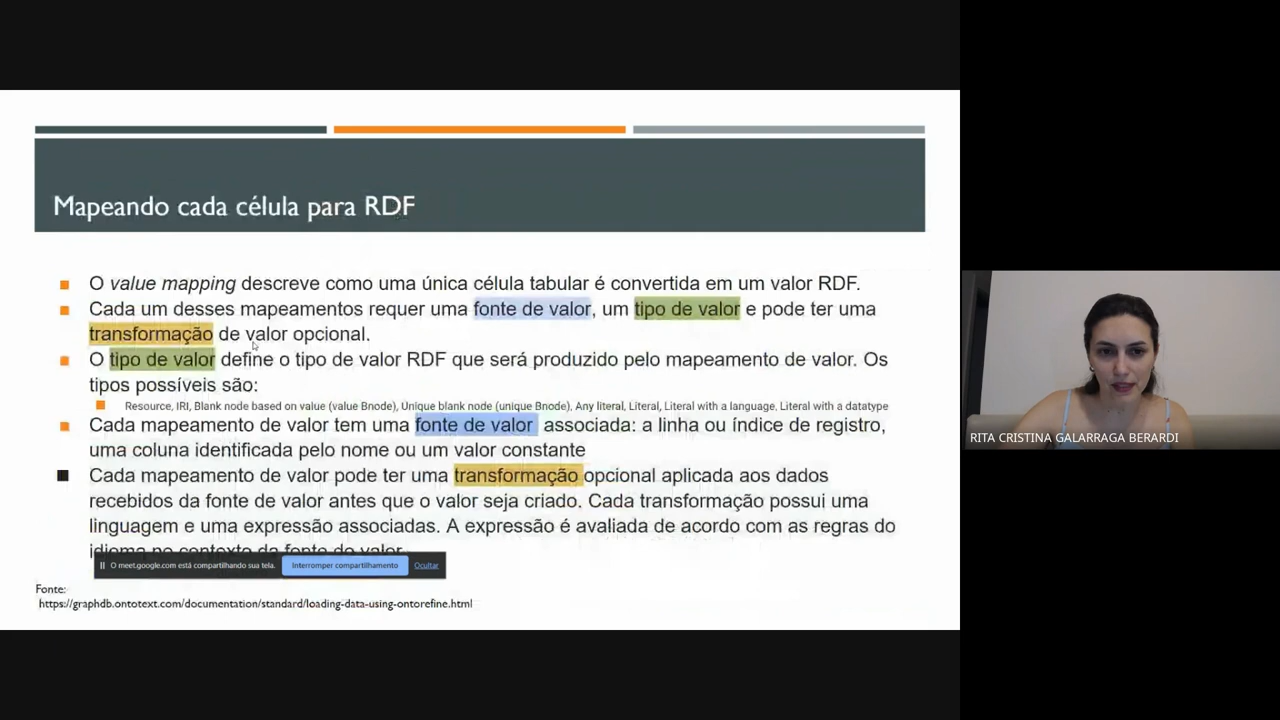 Mapeando cada célula para RDF
O value mapping descreve como uma única célula tabular é convertida em um valor RDF.
Cada um desses mapeamentos requer uma fonte de valor, um tipo de valor e pode ter uma
transformação de valor opcional.
O tipo de valor define o tipo de valor RDF que será produzido pelo mapeamento de valor. Os
tipos possíveis são:
Resource, IRI, Blank node based on value (value Bnode), Unique blank node (unique Bnode), Any literal, Literal, Literal with a language, Literal with a datatype
Cada mapeamento de valor tem uma fonte de valor associada: a linha ou índice de registro,
uma coluna identificada pelo nome ou um valor constante
Cada mapeamento de valor pode ter uma transformação opcional aplicada aos dados
recebidos da fonte de valor antes que o valor seja criado. Cada transformação possui uma
linguagem e uma expressão associadas. A expressão é avaliada de acordo com as regras do
idioma no contexto da fonte do valor.
O meet.google.com está compartilhando sua tela. Interromper compartilhamento Ocultar
Fonte:
https://graphdb.ontotext.com/documentation/standard/loading-data-using-ontorefine.html
RITA CRISTINA GALARRAGA BERARDI